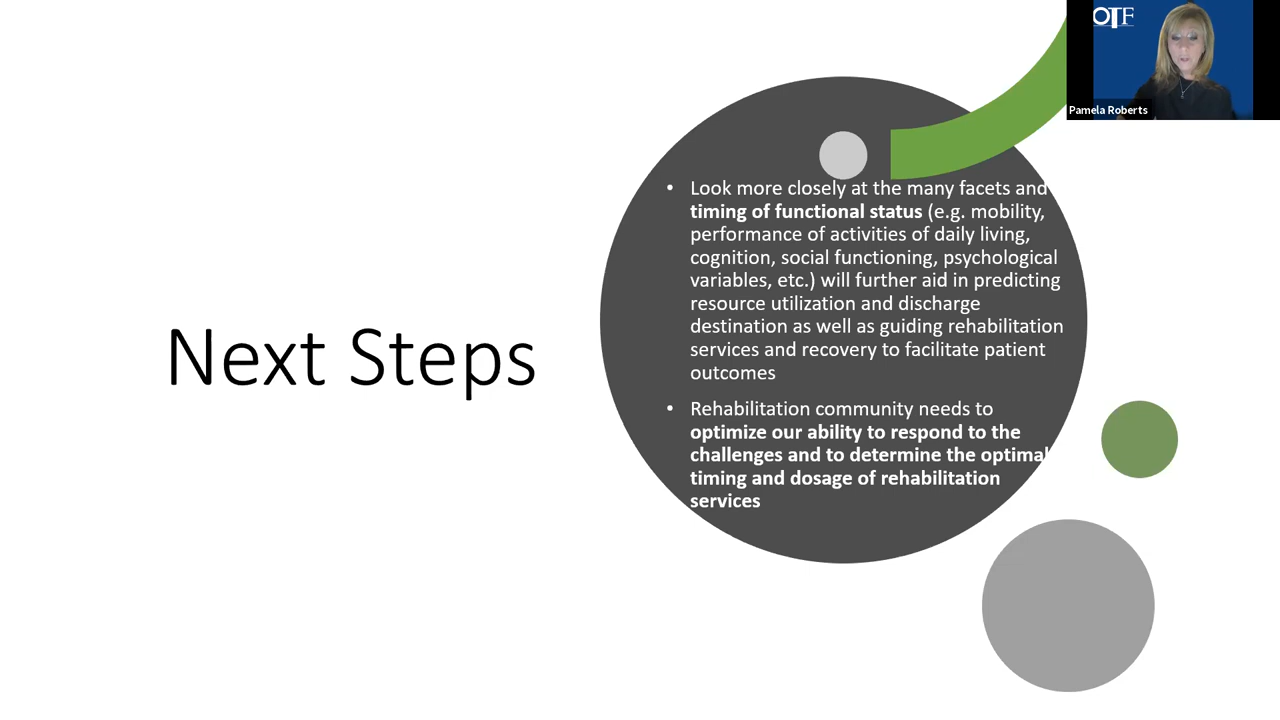 OTF
Pamela Roberts
Next Steps
• Look more closely at the many facets and
timing of functional status (e.g. mobility,
performance of activities of daily living,
cognition, social functioning, psychological
variables, etc.) will further aid in predicting
resource utilization and discharge
destination as well as guiding rehabilitation
services and recovery to facilitate patient
outcomes
• Rehabilitation community needs to
optimize our ability to respond to the
challenges and to determine the optimal
timing and dosage of rehabilitation
services